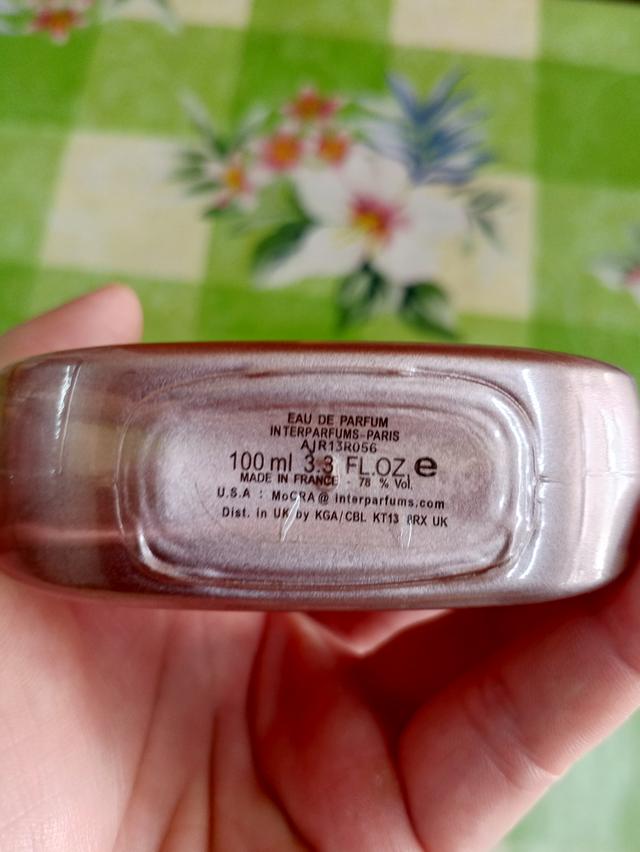 EAU DE PARFUM
INTERPARFUMS-PARIS
AJR13R056
100 ml 3.3 FL.OZ e
MADE IN FRANCE - 78 % Vol.
U.S.A : MoCRA@interparfums.com
Dist. in UK by KGA/CBL KT13 UK